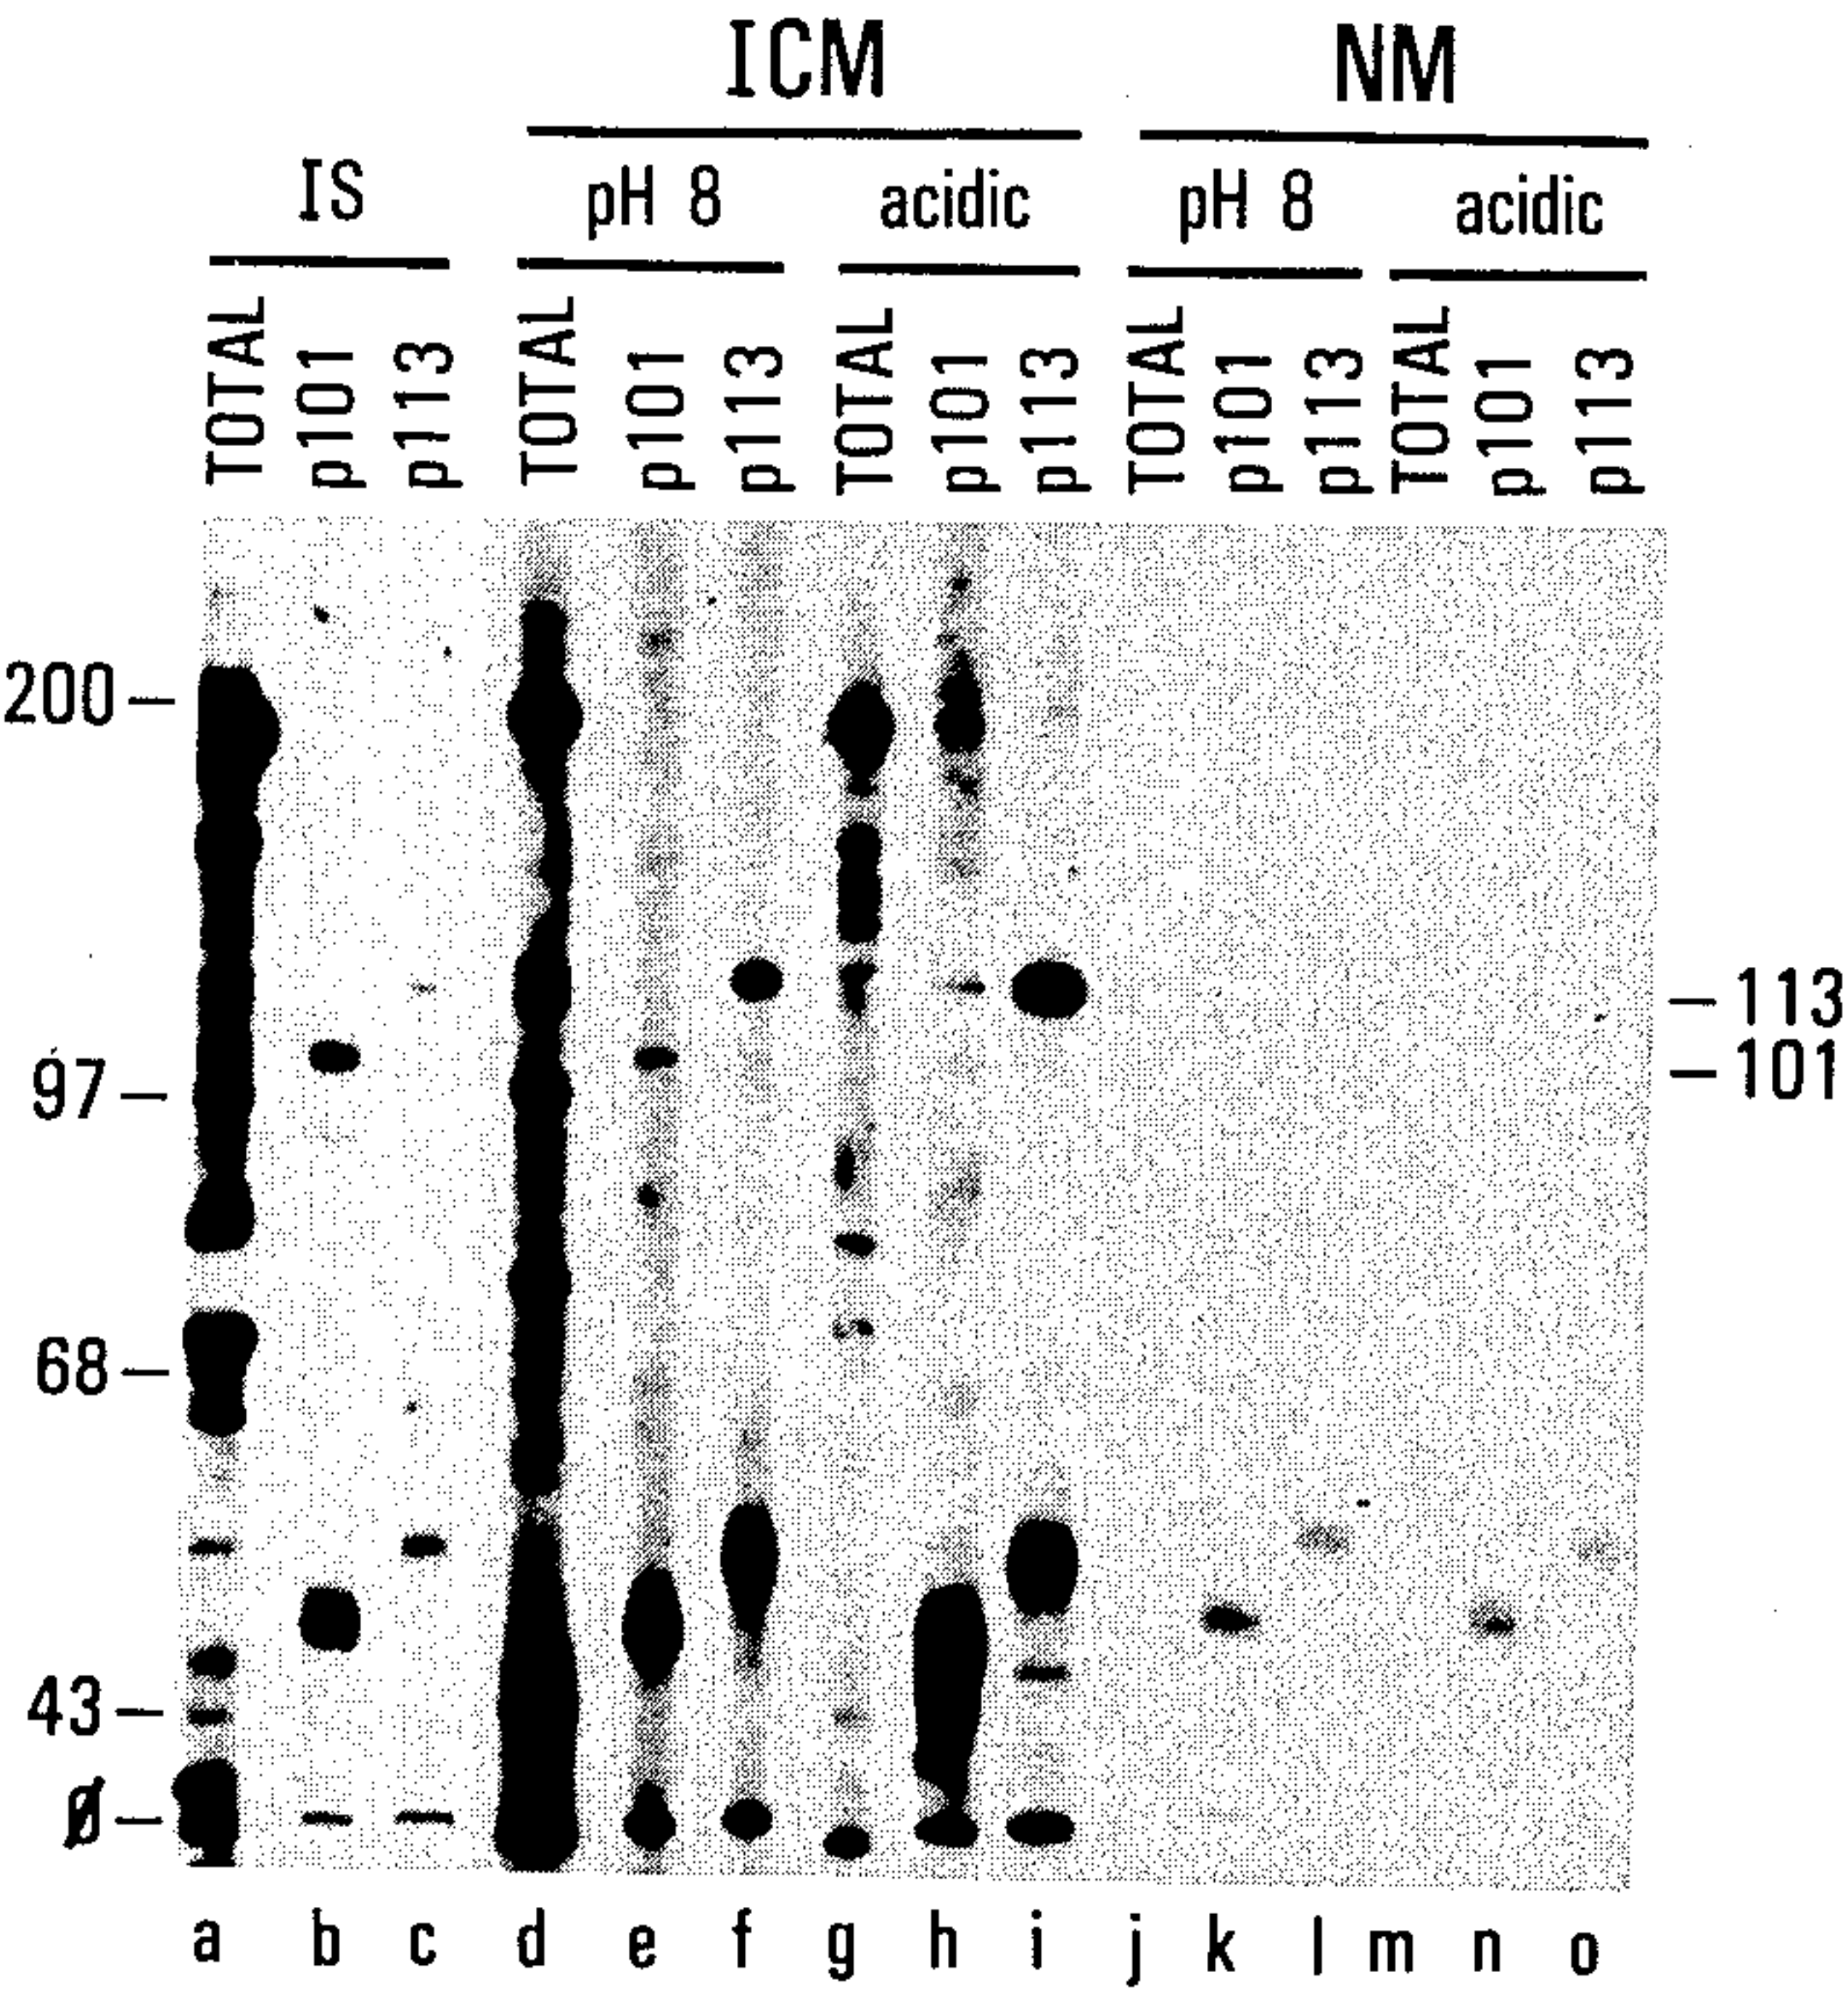 ICM NM
IS pH 8 acidic pH 8 acidic
TOTAL p101 p113 TOTAL p101 p113 TOTAL p101 p113 TOTAL p101 p113 TOTAL p101 p113
200
113
101
97
68
43
Ø
a b c d e f g h i j k l m n o